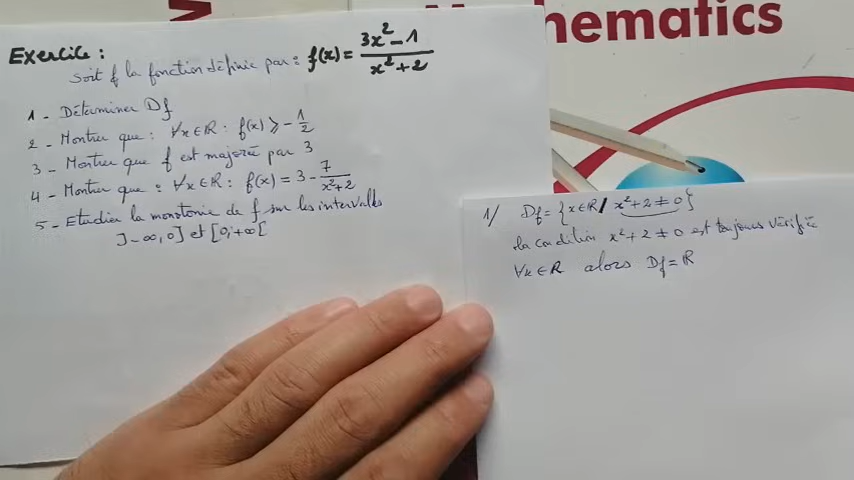 hematics
Exercice :
Soit f la fonction définie par : f(x) = (3x² - 1)/(x² + 2)
1 - Déterminer Df
2 - Montrer que : ∀x∈ℝ : f(x) ⩾ -1/2
3 - Montrer que f est majorée par 3
4 - Montrer que : ∀x∈ℝ : f(x) = 3 - 7/(x²+2)
5 - Etudier la monotonie de f sur les intervalles
]-∞,0] et [0,+∞[
1/ Df = {x∈ℝ / x²+2 ≠ 0}
la condition x²+2 ≠ 0 est toujours vérifiée
∀x∈ℝ alors Df = ℝ